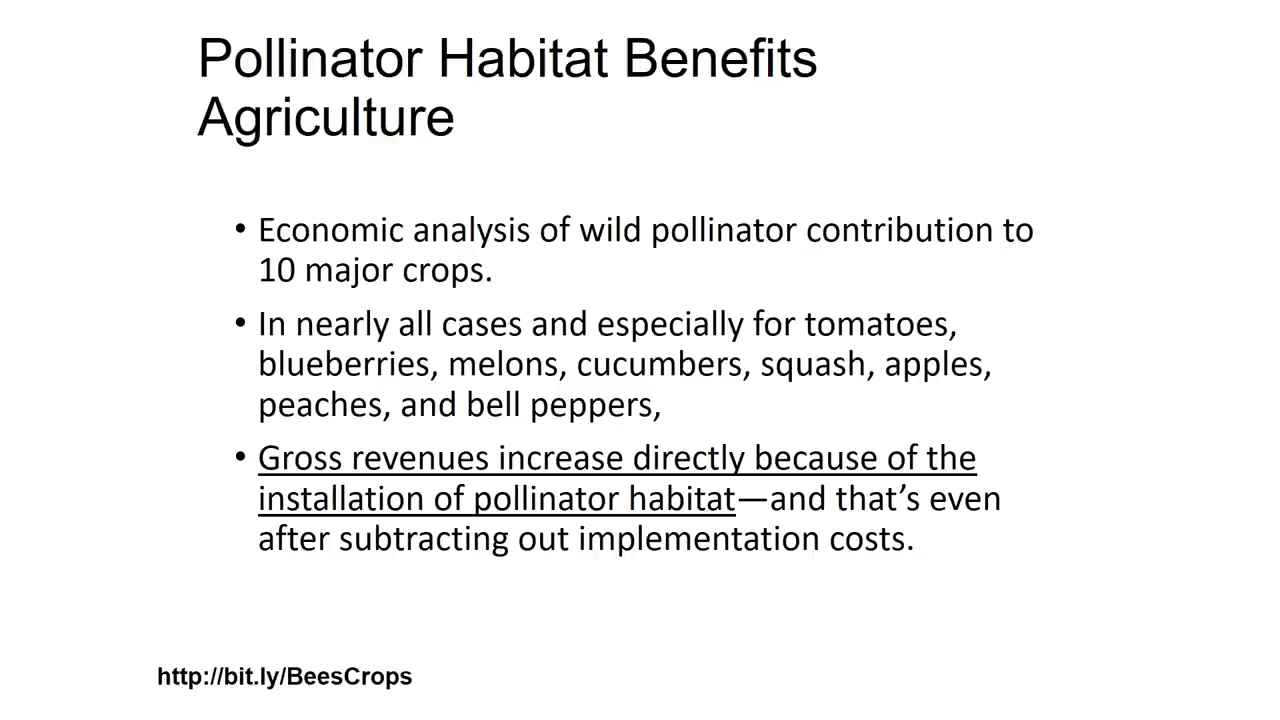 Pollinator Habitat Benefits
Agriculture
• Economic analysis of wild pollinator contribution to
10 major crops.
• In nearly all cases and especially for tomatoes,
blueberries, melons, cucumbers, squash, apples,
peaches, and bell peppers,
• Gross revenues increase directly because of the
installation of pollinator habitat—and that’s even
after subtracting out implementation costs.
http://bit.ly/BeesCrops